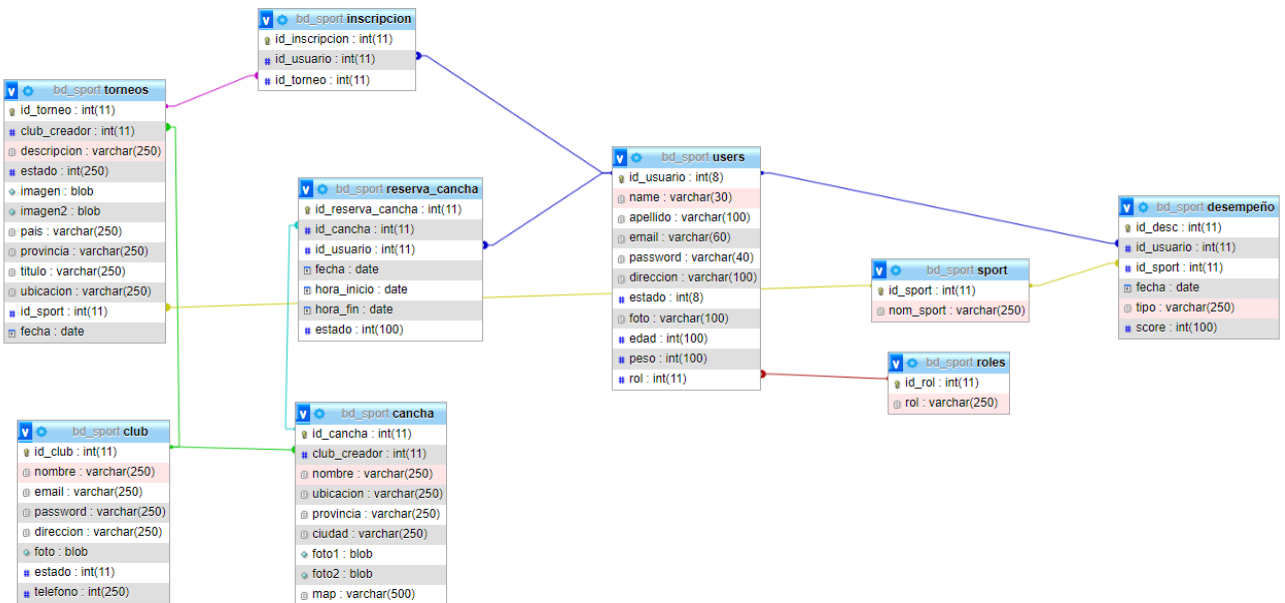 bd_sport inscripcion
id_inscripcion : int(11)
id_usuario : int(11)
id_torneo : int(11)
bd_sport torneos
id_torneo : int(11)
club_creador : int(11)
descripcion : varchar(250)
estado : int(250)
imagen : blob
imagen2 : blob
pais : varchar(250)
provincia : varchar(250)
titulo : varchar(250)
ubicacion : varchar(250)
id_sport : int(11)
fecha : date
bd_sport reserva_cancha
id_reserva_cancha : int(11)
id_cancha : int(11)
id_usuario : int(11)
fecha : date
hora_inicio : date
hora_fin : date
estado : int(100)
bd_sport users
id_usuario : int(8)
name : varchar(30)
apellido : varchar(100)
email : varchar(60)
password : varchar(40)
direccion : varchar(100)
estado : int(8)
foto : varchar(100)
edad : int(100)
peso : int(100)
rol : int(11)
bd_sport desempeño
id_desc : int(11)
id_usuario : int(11)
id_sport : int(11)
fecha : date
tipo : varchar(250)
score : int(100)
bd_sport sport
id_sport : int(11)
nom_sport : varchar(250)
bd_sport roles
id_rol : int(11)
rol : varchar(250)
bd_sport club
id_club : int(11)
nombre : varchar(250)
email : varchar(250)
password : varchar(250)
direccion : varchar(250)
foto : blob
estado : int(11)
telefono : int(250)
bd_sport cancha
id_cancha : int(11)
club_creador : int(11)
nombre : varchar(250)
ubicacion : varchar(250)
provincia : varchar(250)
ciudad : varchar(250)
foto1 : blob
foto2 : blob
map : varchar(500)